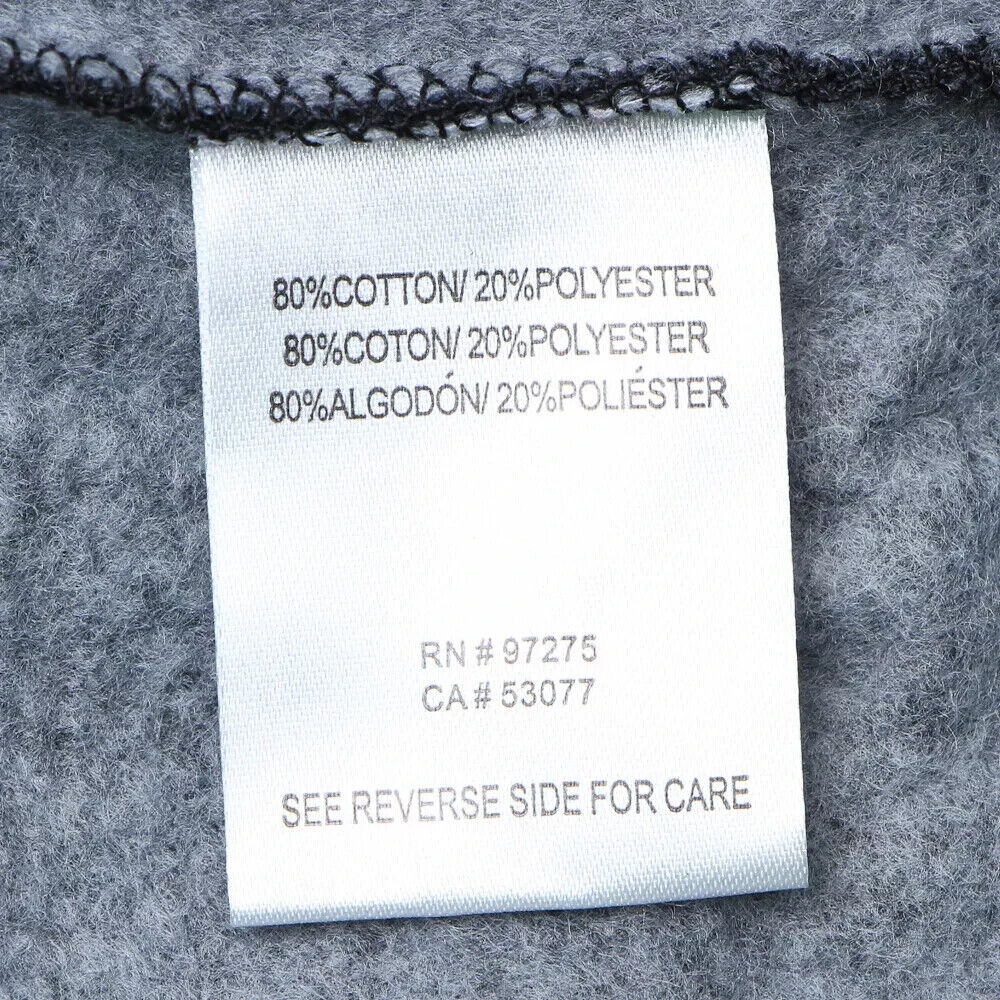 80%COTTON/ 20%POLYESTER
80%COTON/ 20%POLYESTER
80%ALGODÓN/ 20%POLIÉSTER
RN # 97275
CA # 53077
SEE REVERSE SIDE FOR CARE